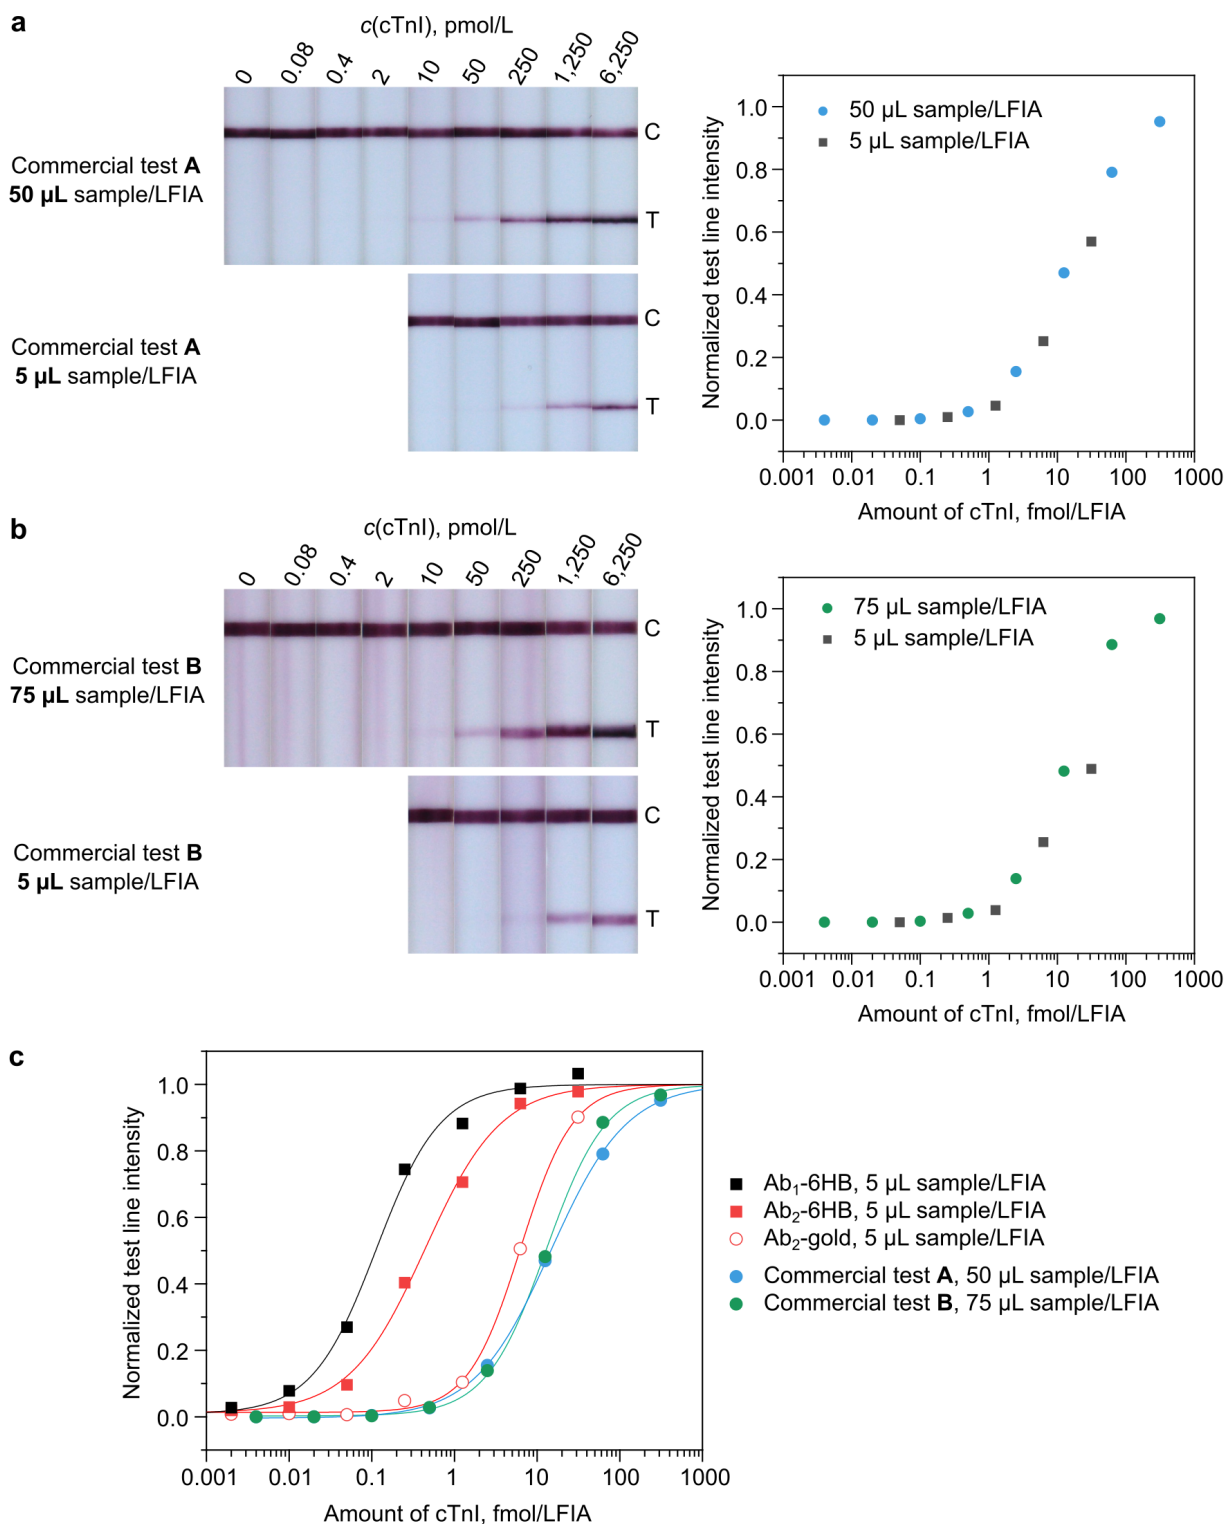 a
c(cTnI), pmol/L
0 0.08 0.4 2 10 50 250 1,250 6,250
Commercial test A
50 µL sample/LFIA
C
T
Commercial test A
5 µL sample/LFIA
C
T
Normalized test line intensity
1.0
0.8
0.6
0.4
0.2
0.0
50 µL sample/LFIA
5 µL sample/LFIA
0.001 0.01 0.1 1 10 100 1000
Amount of cTnI, fmol/LFIA
b
c(cTnI), pmol/L
0 0.08 0.4 2 10 50 250 1,250 6,250
Commercial test B
75 µL sample/LFIA
C
T
Commercial test B
5 µL sample/LFIA
C
T
Normalized test line intensity
1.0
0.8
0.6
0.4
0.2
0.0
75 µL sample/LFIA
5 µL sample/LFIA
0.001 0.01 0.1 1 10 100 1000
Amount of cTnI, fmol/LFIA
c
Normalized test line intensity
1.0
0.8
0.6
0.4
0.2
0.0
0.001 0.01 0.1 1 10 100 1000
Amount of cTnI, fmol/LFIA
Ab₁-6HB, 5 µL sample/LFIA
Ab₂-6HB, 5 µL sample/LFIA
Ab₂-gold, 5 µL sample/LFIA
Commercial test A, 50 µL sample/LFIA
Commercial test B, 75 µL sample/LFIA